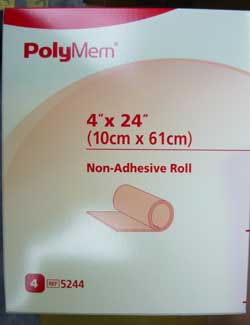 PolyMem®
4"x 24"
(10cm x 61cm)
Non-Adhesive Roll
4 REF 5244